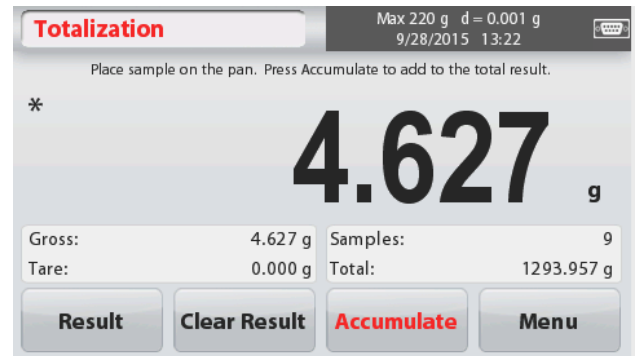 Totalization
Max 220 g d = 0.001 g
9/28/2015 13:22
Place sample on the pan. Press Accumulate to add to the total result.
*
4.627 g
Gross: 4.627 g Samples: 9
Tare: 0.000 g Total: 1293.957 g
Result Clear Result Accumulate Menu